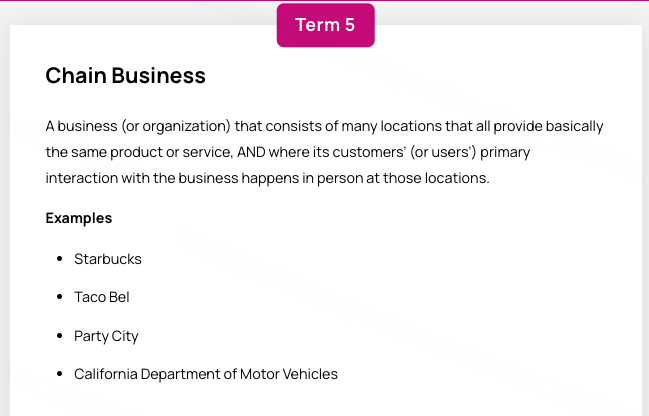 Term 5
Chain Business
A business (or organization) that consists of many locations that all provide basically
the same product or service, AND where its customers' (or users') primary
interaction with the business happens in person at those locations.
Examples
Starbucks
Taco Bel
Party City
California Department of Motor Vehicles